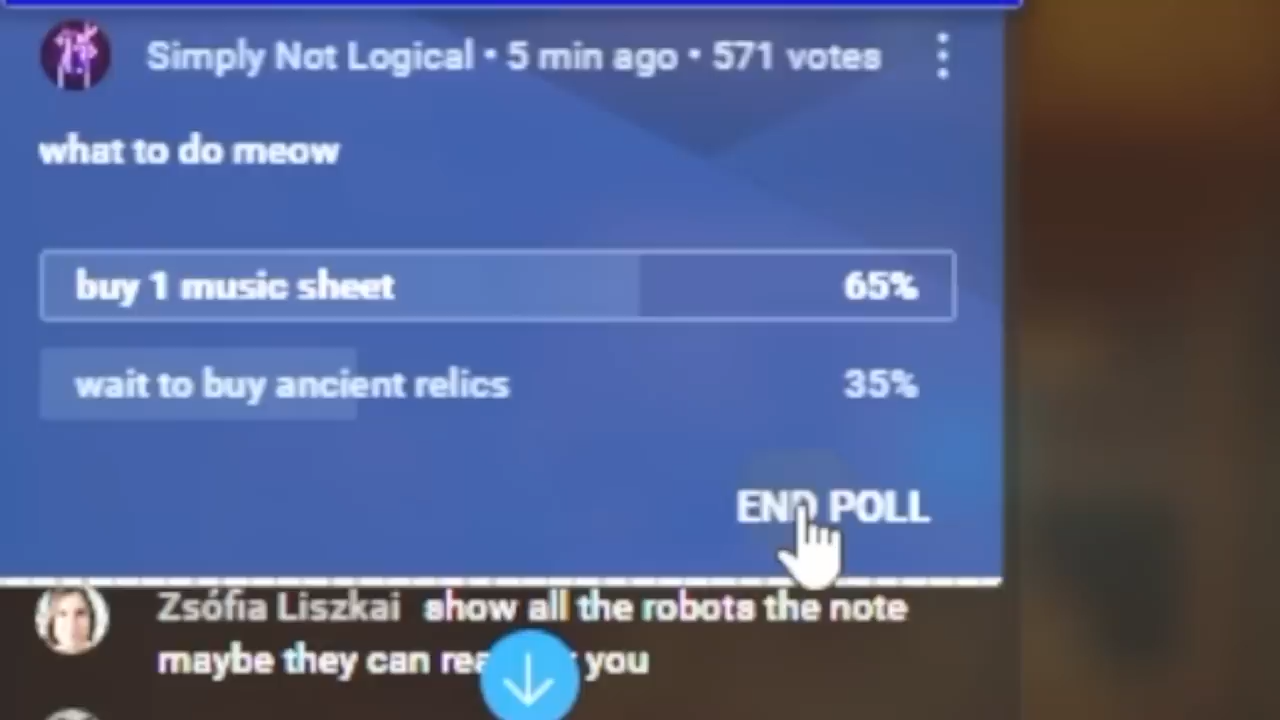 Simply Not Logical • 5 min ago • 571 votes
what to do meow
buy 1 music sheet 65%
wait to buy ancient relics 35%
END POLL
Zsófia Liszkai show all the robots the note
maybe they can you